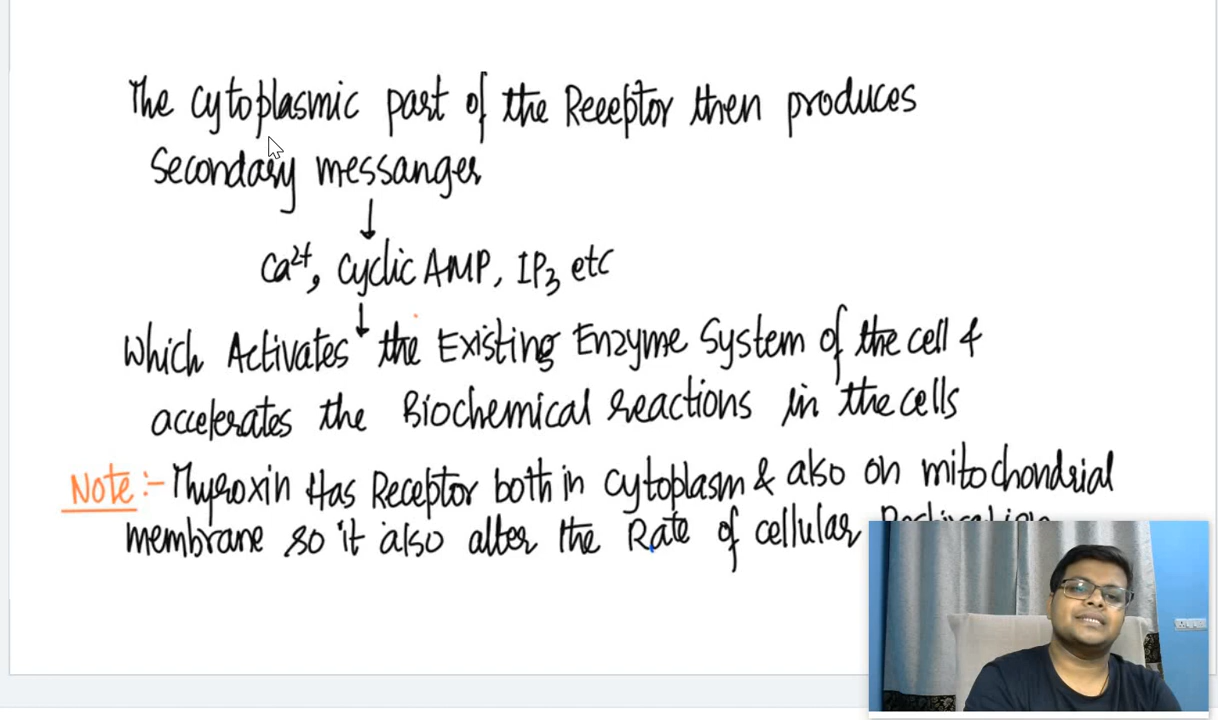 The Cytoplasmic part of the Receptor then produces
Secondary messanger
↓
Ca²⁺, Cyclic AMP, IP₃ etc
↓
Which Activates the Existing Enzyme System of the cell &
accelerates the Biochemical reactions in the cells
Note:- Thyroxin Has Receptor both in cytoplasm & also on mitochondrial
membrane so it also alter the Rate of cellular